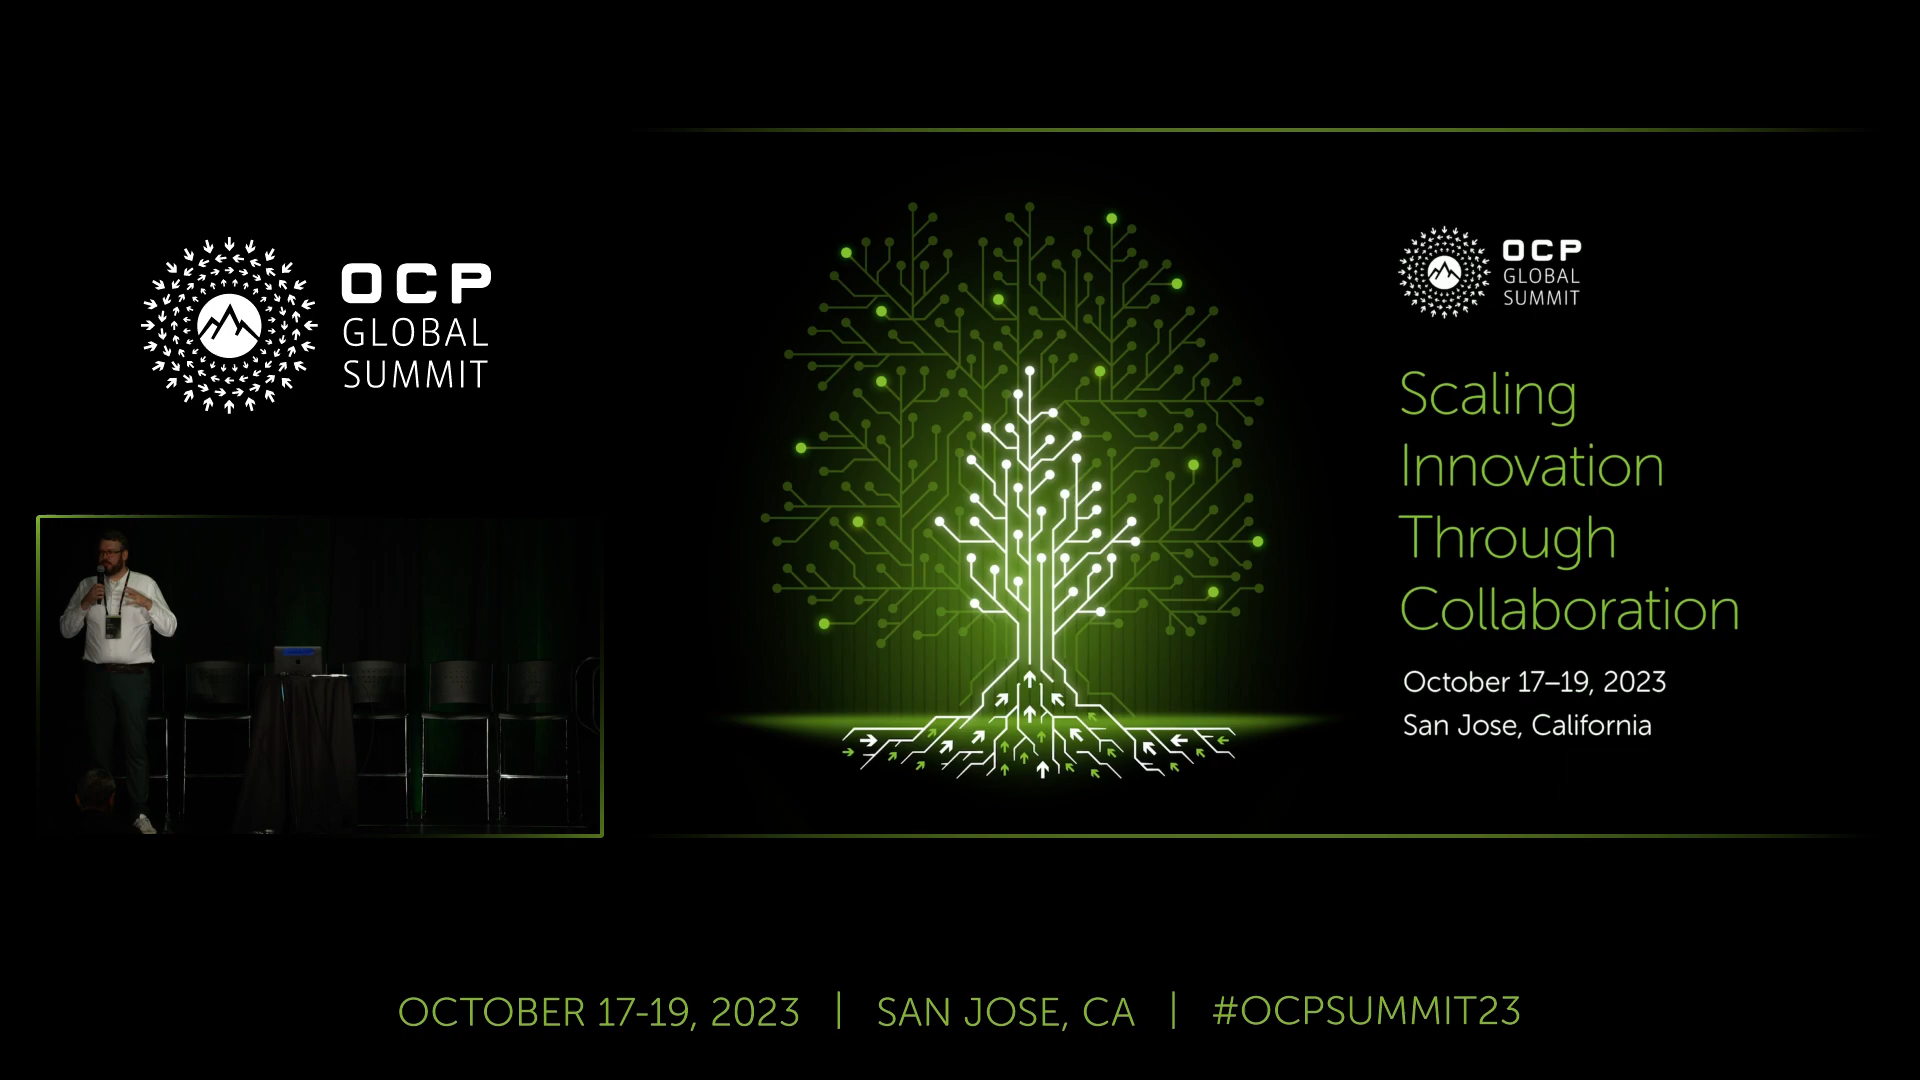 OCP
GLOBAL
SUMMIT
OCP
GLOBAL
SUMMIT
Scaling
Innovation
Through
Collaboration
October 17–19, 2023
San Jose, California
OCTOBER 17-19, 2023 | SAN JOSE, CA | #OCPSUMMIT23